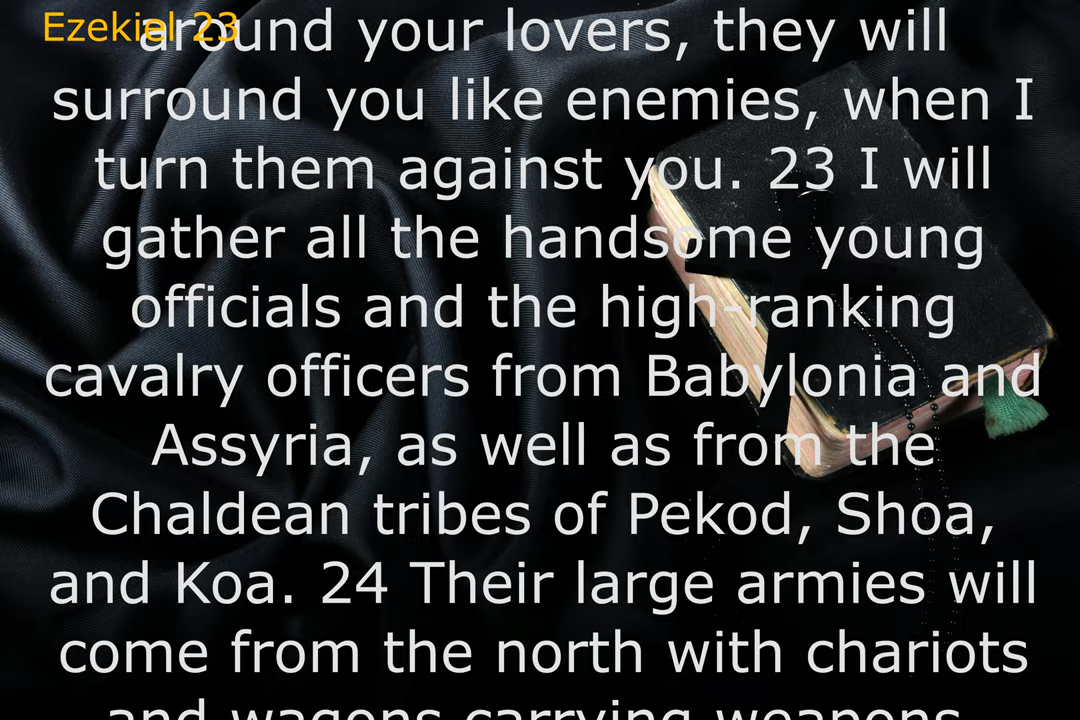 Ezekiel 23
around your lovers, they will
surround you like enemies, when I
turn them against you. 23 I will
gather all the handsome young
officials and the high-ranking
cavalry officers from Babylonia and
Assyria, as well as from the
Chaldean tribes of Pekod, Shoa,
and Koa. 24 Their large armies will
come from the north with chariots
and wagons carrying weapons,